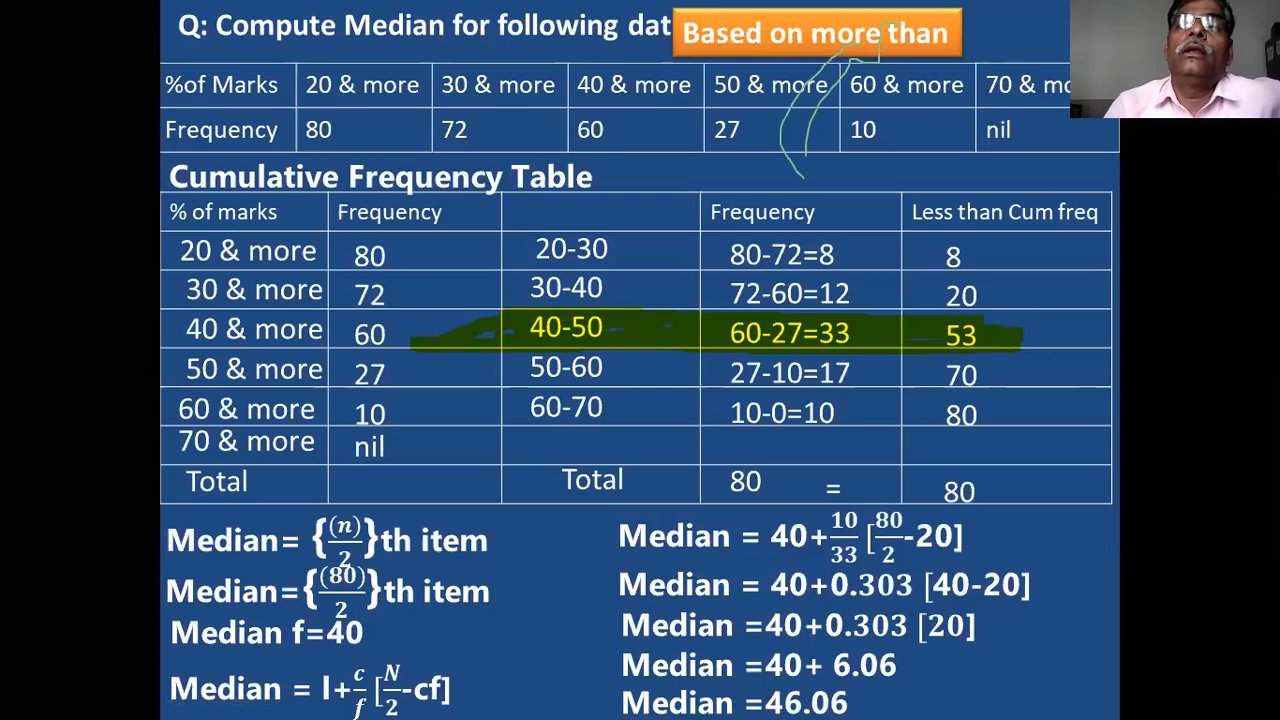 Q: Compute Median for following dat
Based on more than
%of Marks 20 & more 30 & more 40 & more 50 & more 60 & more 70 & mo
Frequency 80 72 60 27 10 nil
Cumulative Frequency Table
% of marks Frequency Frequency Less than Cum freq
20 & more 80 20-30 80-72=8 8
30 & more 72 30-40 72-60=12 20
40 & more 60 40-50 60-27=33 53
50 & more 27 50-60 27-10=17 70
60 & more 10 60-70 10-0=10 80
70 & more nil
Total Total 80 = 80
Median= {(n)/2}th item
Median={(80)/2}th item
Median f=40
Median = l+c/f [N/2-cf]
Median = 40+10/33 [80/2-20]
Median = 40+0.303 [40-20]
Median =40+0.303 [20]
Median =40+ 6.06
Median =46.06